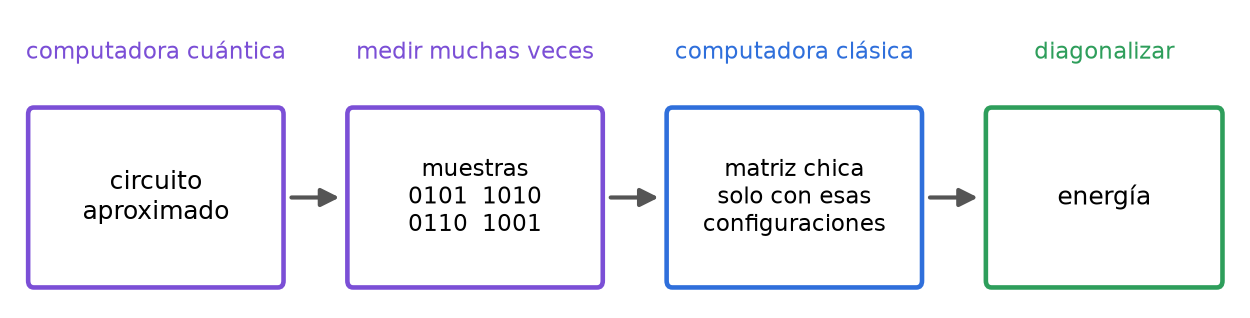 computadora cuántica
medir muchas veces
computadora clásica
diagonalizar
circuito
aproximado
muestras
0101  1010
0110  1001
matriz chica
solo con esas
configuraciones
energía